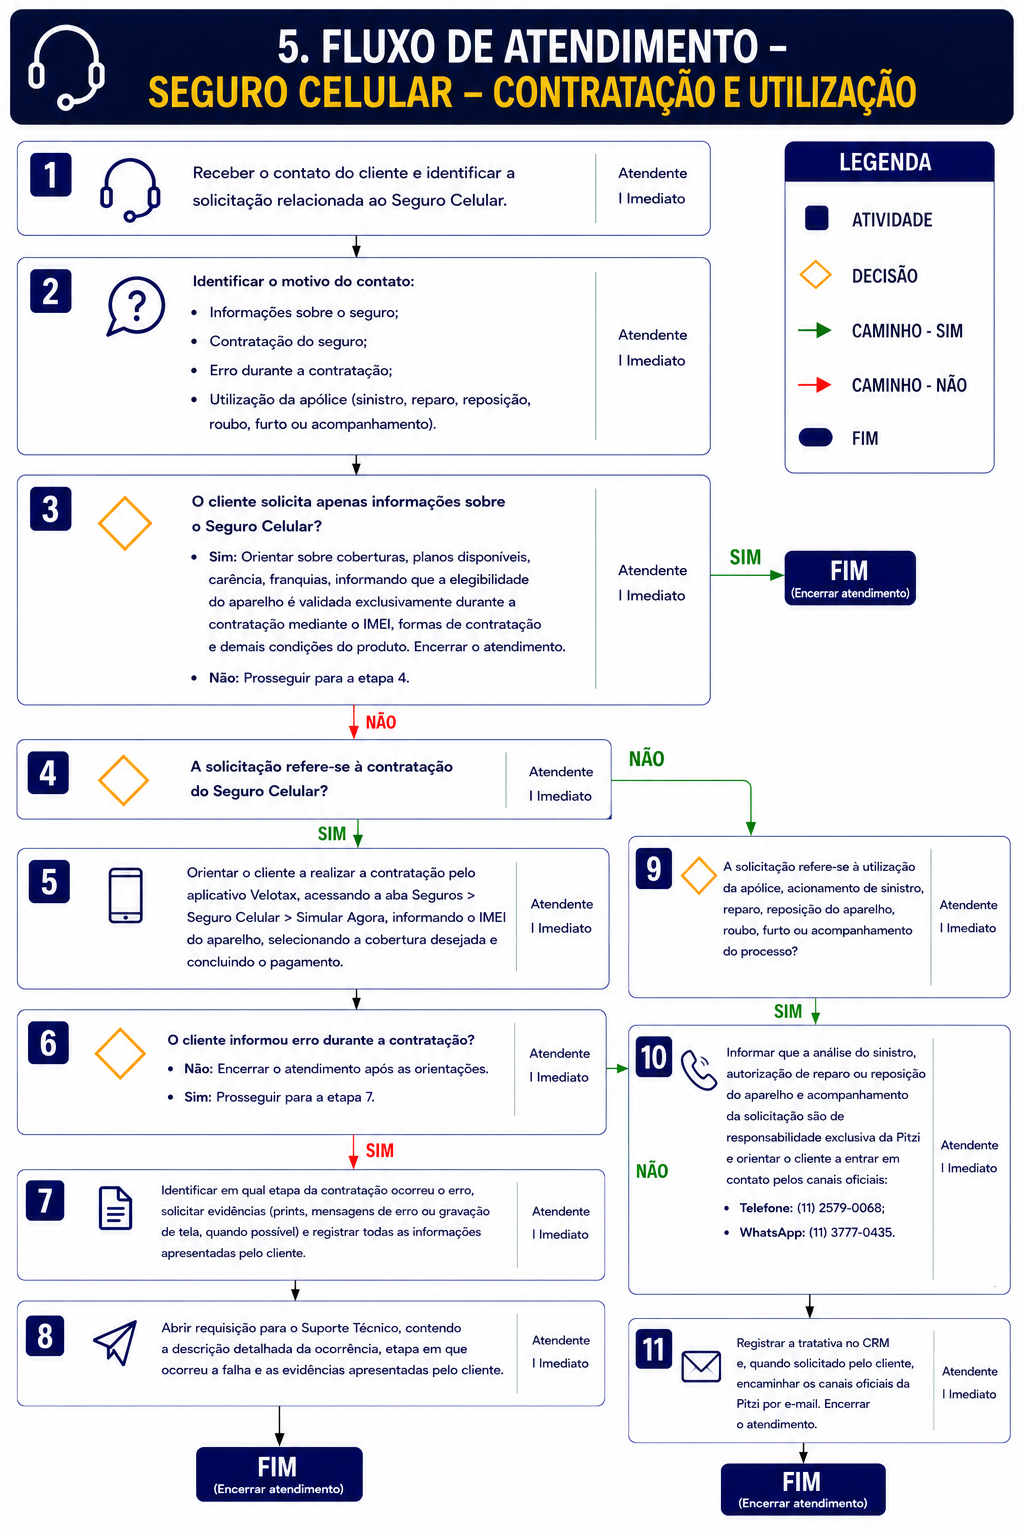 5. FLUXO DE ATENDIMENTO –
SEGURO CELULAR – CONTRATAÇÃO E UTILIZAÇÃO
1
Receber o contato do cliente e identificar a
solicitação relacionada ao Seguro Celular.
Atendente
| Imediato
LEGENDA
ATIVIDADE
DECISÃO
CAMINHO - SIM
CAMINHO - NÃO
FIM
2
Identificar o motivo do contato:
• Informações sobre o seguro;
• Contratação do seguro;
• Erro durante a contratação;
• Utilização da apólice (sinistro, reparo, reposição,
roubo, furto ou acompanhamento).
Atendente
| Imediato
3
O cliente solicita apenas informações sobre
o Seguro Celular?
• Sim: Orientar sobre coberturas, planos disponíveis,
carência, franquias, informando que a elegibilidade
do aparelho é validada exclusivamente durante a
contratação mediante o IMEI, formas de contratação
e demais condições do produto. Encerrar o atendimento.
• Não: Prosseguir para a etapa 4.
Atendente
| Imediato
SIM
FIM
(Encerrar atendimento)
NÃO
4
A solicitação refere-se à contratação
do Seguro Celular?
Atendente
| Imediato
NÃO
SIM
5
Orientar o cliente a realizar a contratação pelo
aplicativo Velotax, acessando a aba Seguros >
Seguro Celular > Simular Agora, informando o IMEI
do aparelho, selecionando a cobertura desejada e
concluindo o pagamento.
Atendente
| Imediato
9
A solicitação refere-se à utilização
da apólice, acionamento de sinistro,
reparo, reposição do aparelho,
roubo, furto ou acompanhamento
do processo?
Atendente
| Imediato
SIM
6
O cliente informou erro durante a contratação?
• Não: Encerrar o atendimento após as orientações.
• Sim: Prosseguir para a etapa 7.
Atendente
| Imediato
SIM
NÃO
10
Informar que a análise do sinistro,
autorização de reparo ou reposição
do aparelho e acompanhamento
da solicitação são de
responsabilidade exclusiva da Pitzi
e orientar o cliente a entrar em
contato pelos canais oficiais:
• Telefone: (11) 2579-0068;
• WhatsApp: (11) 3777-0435.
Atendente
| Imediato
7
Identificar em qual etapa da contratação ocorreu o erro,
solicitar evidências (prints, mensagens de erro ou gravação
de tela, quando possível) e registrar todas as informações
apresentadas pelo cliente.
Atendente
| Imediato
8
Abrir requisição para o Suporte Técnico, contendo
a descrição detalhada da ocorrência, etapa em que
ocorreu a falha e as evidências apresentadas pelo cliente.
Atendente
| Imediato
FIM
(Encerrar atendimento)
11
Registrar a tratativa no CRM
e, quando solicitado pelo cliente,
encaminhar os canais oficiais da
Pitzi por e-mail. Encerrar
o atendimento.
Atendente
| Imediato
FIM
(Encerrar atendimento)